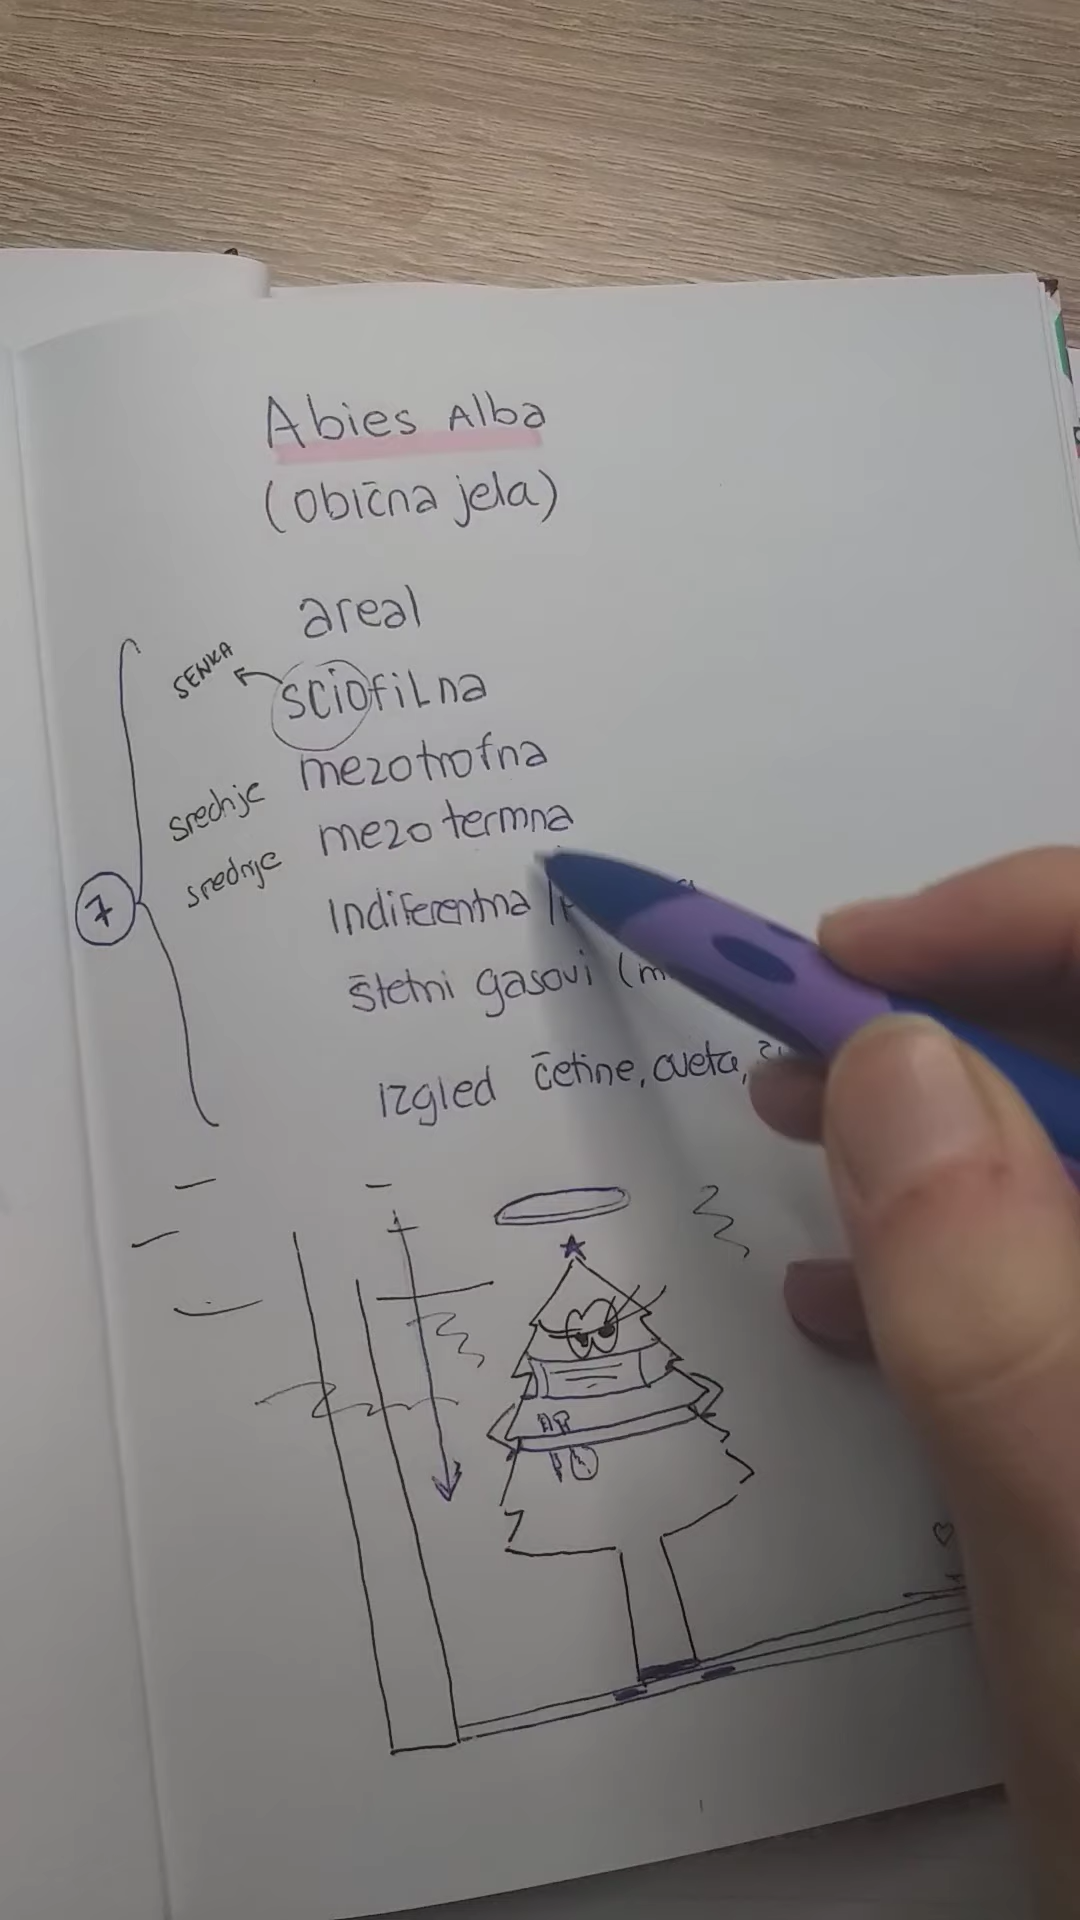 Abies Alba
(Obična jela)
areal
SENKA
sciofilna
mezotrofna
srednje
mezo termna
srednje
Indiferentna
7
štetni gasovi
izgled četine, cveta,